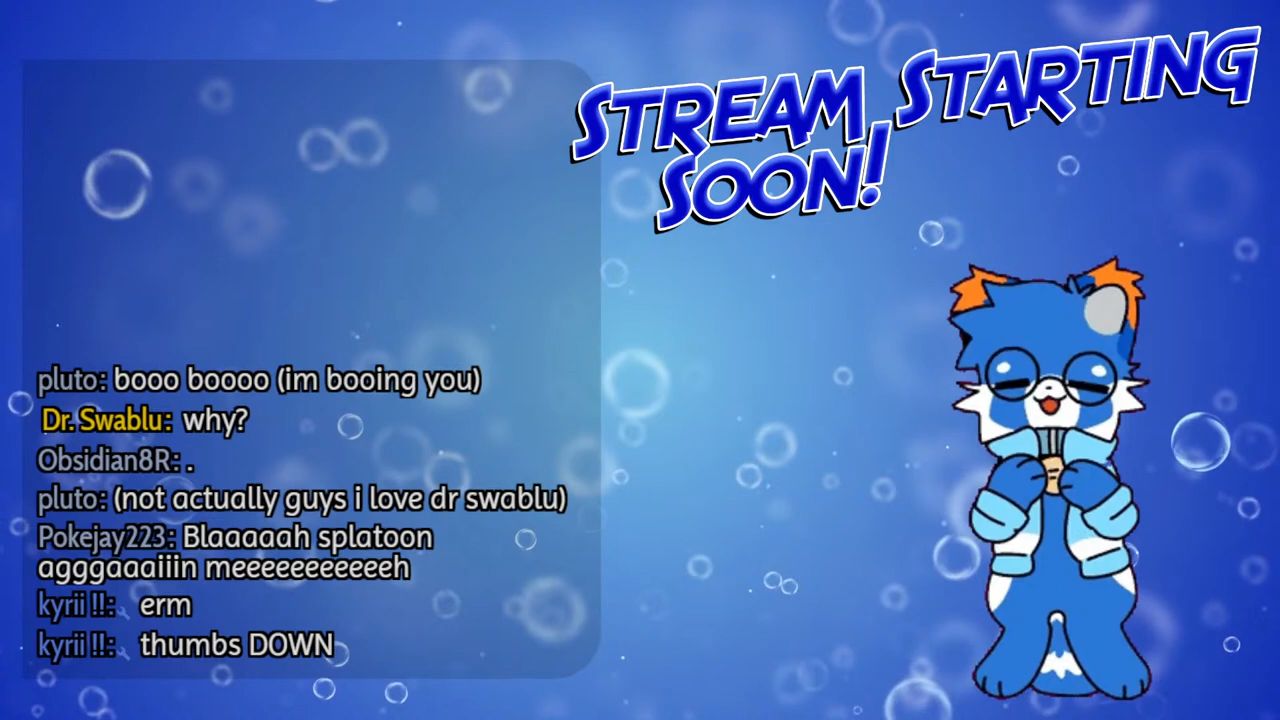 STREAM STARTING
SOON!
pluto: booo boooo (im booing you)
Dr. Swablu: why?
Obsidian8R: .
pluto: (not actually guys i love dr swablu)
Pokejay223: Blaaaaah splatoon
agggaaaiiin meeeeeeeeeeeh
kyrii !!: erm
kyrii !!: thumbs DOWN